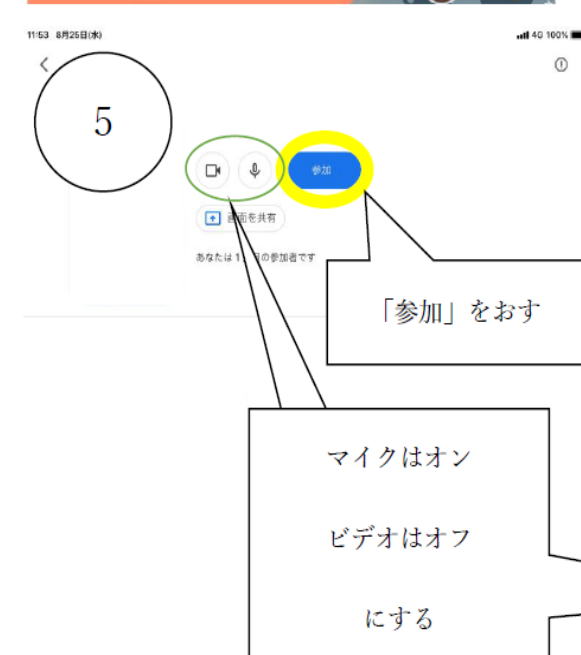 11:53 8月25日(水)
4G 100%
5
参加
画面を共有
あなたは1 目の参加者です
「参加」をおす
マイクはオン
ビデオはオフ
にする